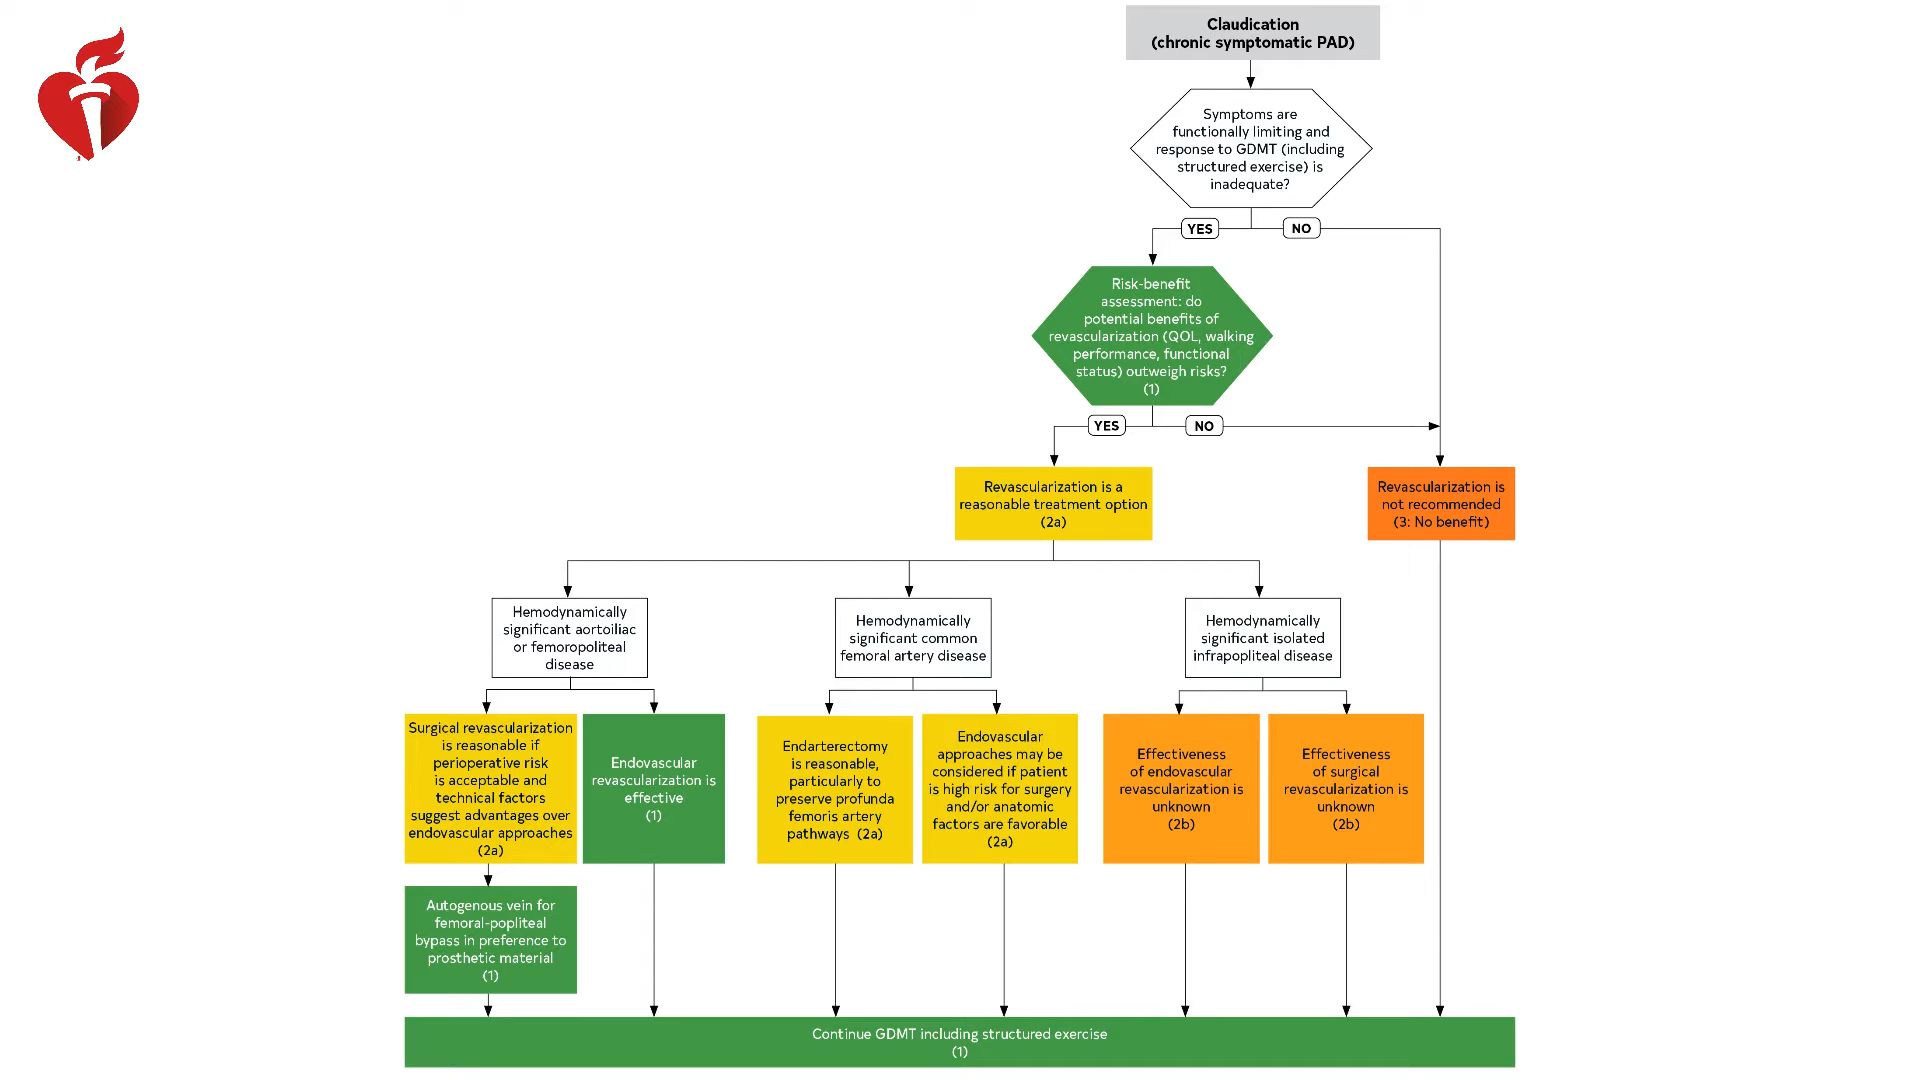 Claudication
(chronic symptomatic PAD)
Symptoms are
functionally limiting and
response to GDMT (including
structured exercise) is
inadequate?
YES
NO
Risk-benefit
assessment: do
potential benefits of
revascularization (QOL, walking
performance, functional
status) outweigh risks?
(1)
YES
NO
Revascularization is a
reasonable treatment option
(2a)
Revascularization is
not recommended
(3: No benefit)
Hemodynamically
significant aortoiliac
or femoropoliteal
disease
Hemodynamically
significant common
femoral artery disease
Hemodynamically
significant isolated
infrapopliteal disease
Surgical revascularization
is reasonable if
perioperative risk
is acceptable and
technical factors
suggest advantages over
endovascular approaches
(2a)
Endovascular
revascularization is
effective
(1)
Endarterectomy
is reasonable,
particularly to
preserve profunda
femoris artery
pathways (2a)
Endovascular
approaches may be
considered if patient
is high risk for surgery
and/or anatomic
factors are favorable
(2a)
Effectiveness
of endovascular
revascularization is
unknown
(2b)
Effectiveness
of surgical
revascularization is
unknown
(2b)
Autogenous vein for
femoral-popliteal
bypass in preference to
prosthetic material
(1)
Continue GDMT including structured exercise
(1)